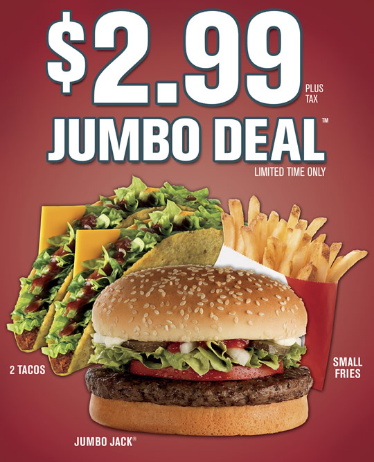 $2.99
PLUS
TAX
JUMBO DEAL™
LIMITED TIME ONLY
2 TACOS
SMALL
FRIES
JUMBO JACK®